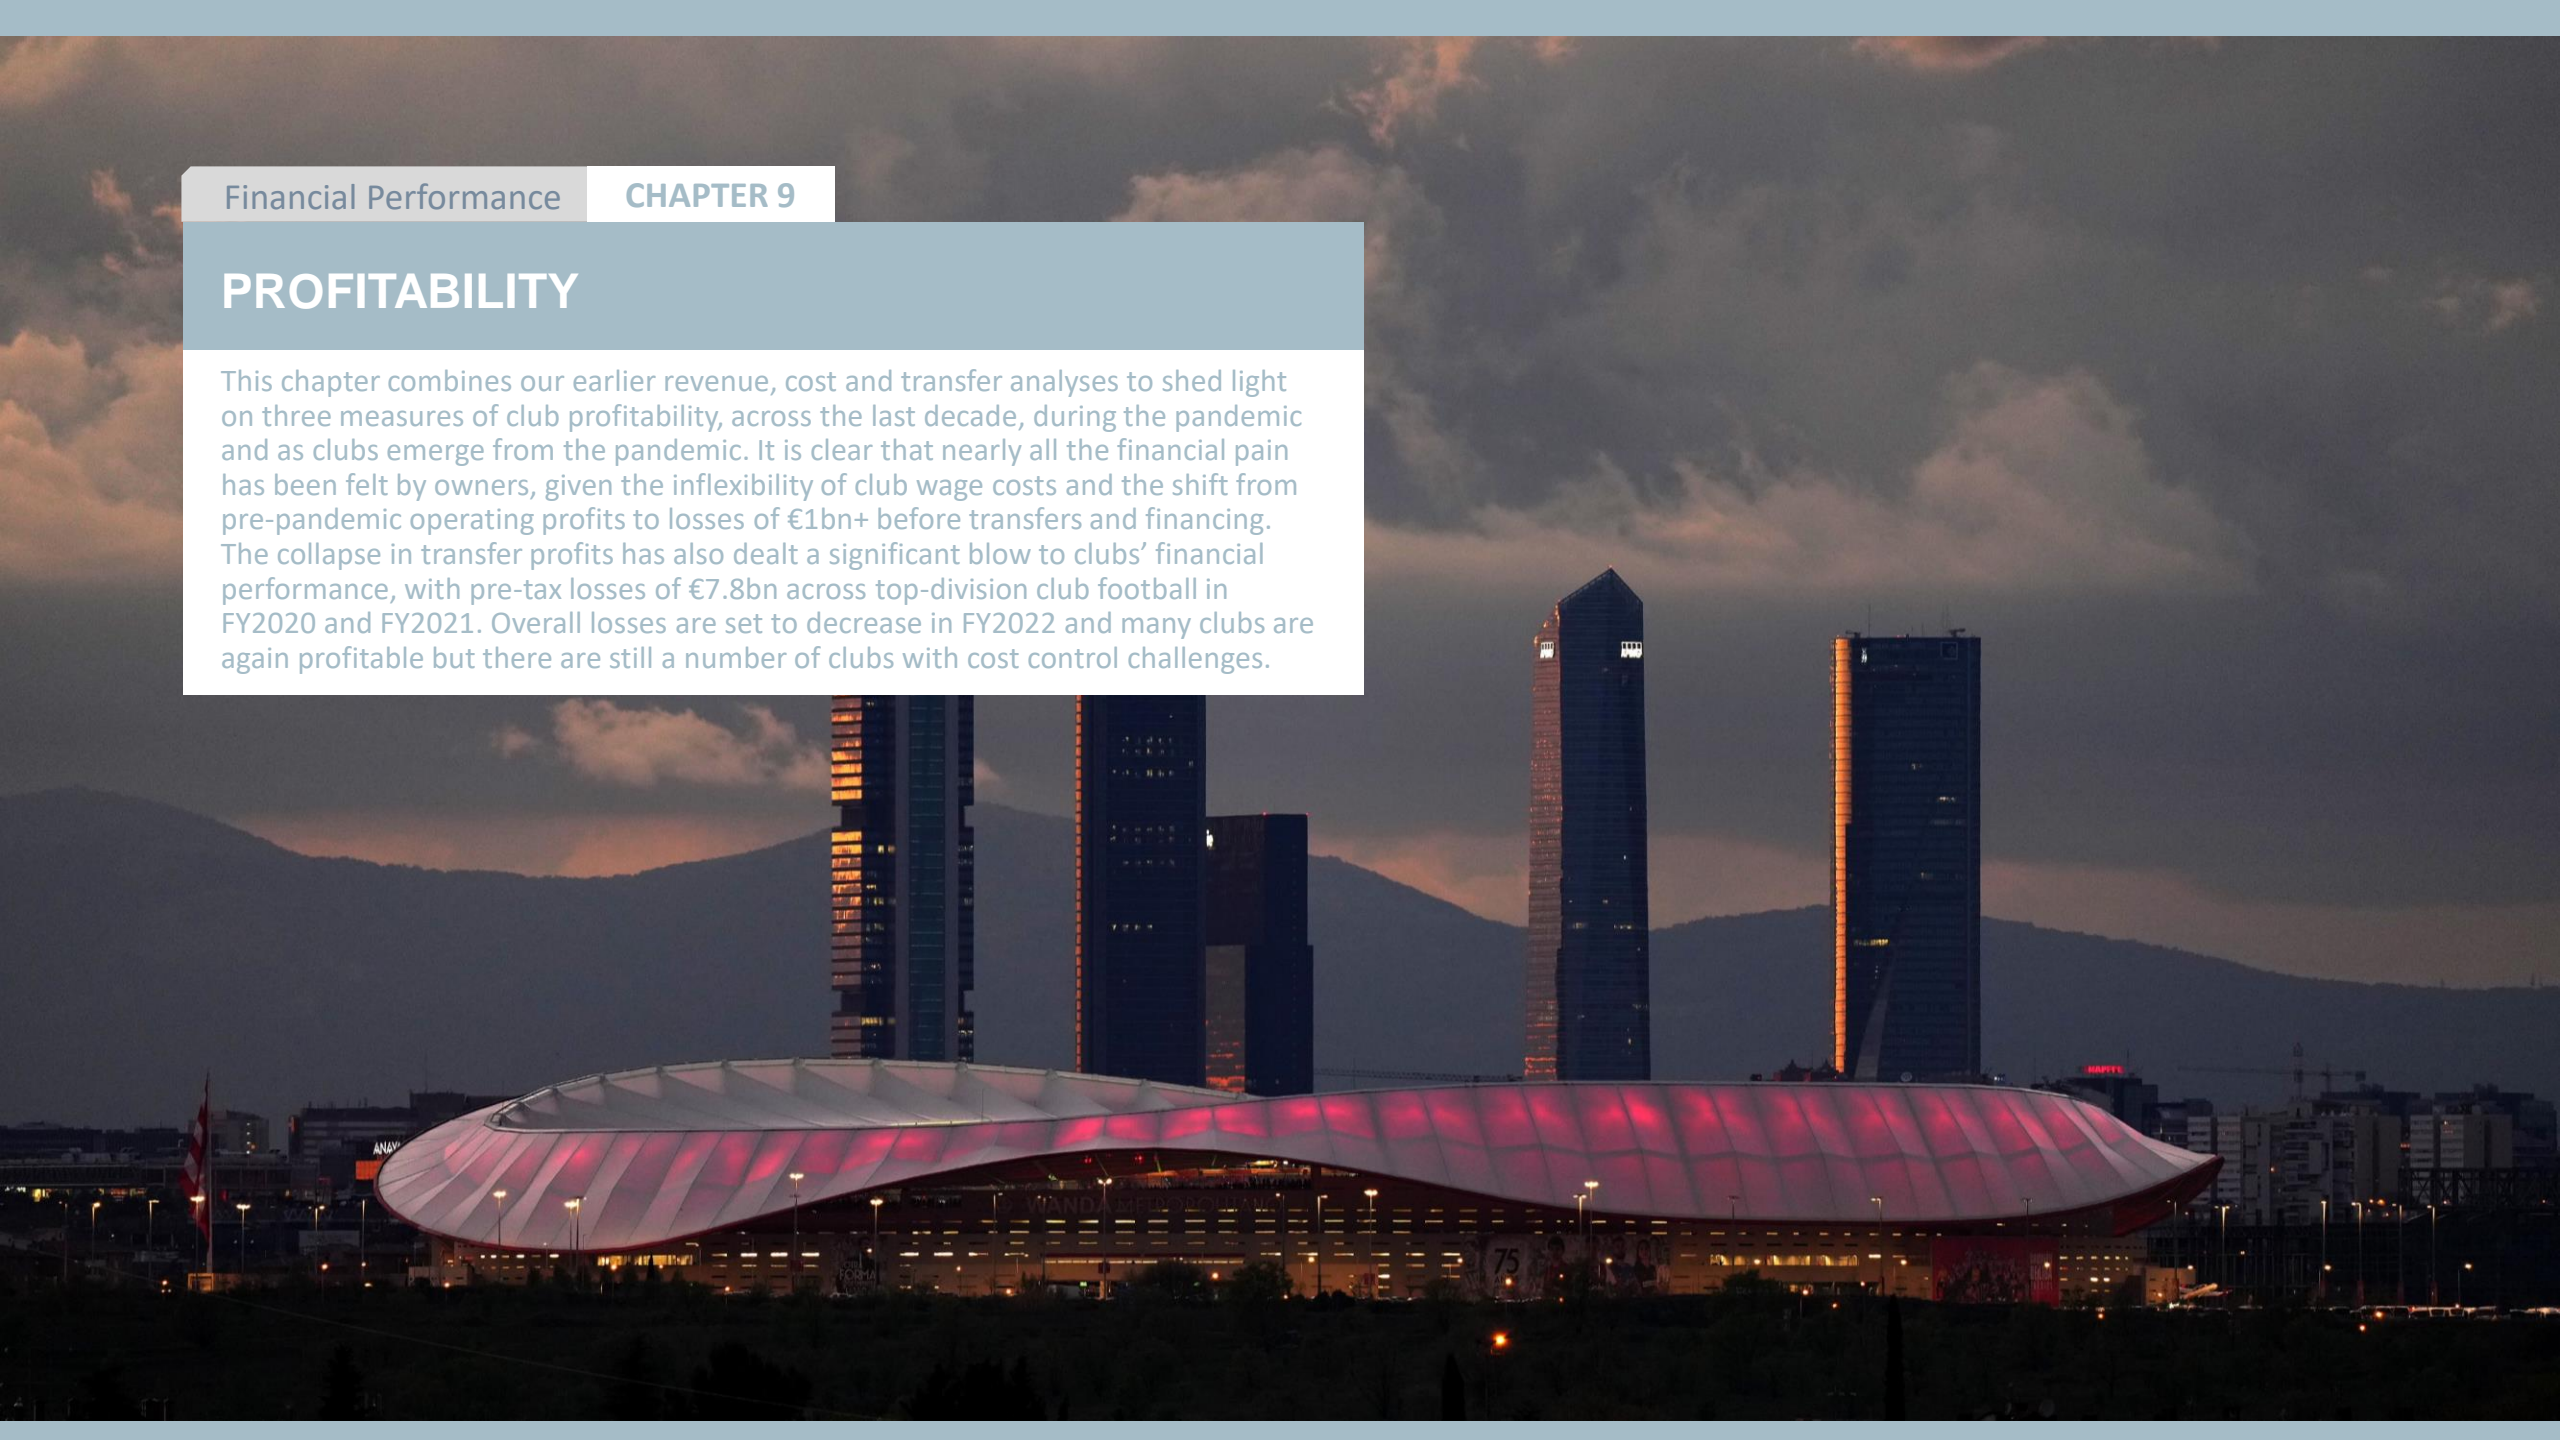 Financial Performance
CHAPTER 9
PROFITABILITY
This chapter combines our earlier revenue, cost and transfer analyses to shed light
on three measures of club profitability, across the last decade, during the pandemic
and as clubs emerge from the pandemic. It is clear that nearly all the financial pain
has been felt by owners, given the inflexibility of club wage costs and the shift from
pre-pandemic operating profits to losses of €1bn+ before transfers and financing.
The collapse in transfer profits has also dealt a significant blow to clubs’ financial
performance, with pre-tax losses of €7.8bn across top-division club football in
FY2020 and FY2021. Overall losses are set to decrease in FY2022 and many clubs are
again profitable but there are still a number of clubs with cost control challenges.
KPMG
WANDA METROPOLITANO
75
FORMA